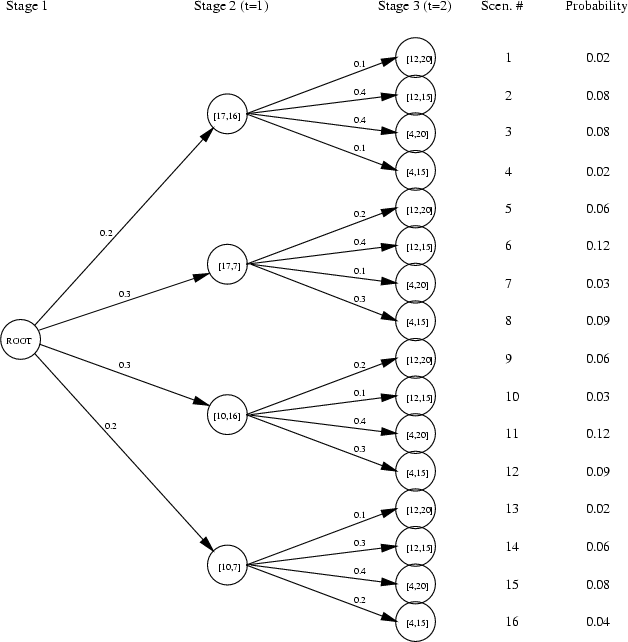 Stage 1 Stage 2 (t=1) Stage 3 (t=2) Scen. # Probability
0.1 [12,20] 1 0.02
0.4 [12,15] 2 0.08
[17,16]
0.4 [4,20] 3 0.08
0.1 [4,15] 4 0.02
0.2
0.2 [12,20] 5 0.06
0.4 [12,15] 6 0.12
[17,7]
0.1 [4,20] 7 0.03
0.3
0.3 [4,15] 8 0.09
ROOT
0.3
0.2 [12,20] 9 0.06
0.1 [12,15] 10 0.03
[10,16]
0.4 [4,20] 11 0.12
0.2
0.3 [4,15] 12 0.09
0.1 [12,20] 13 0.02
0.3 [12,15] 14 0.06
[10,7]
0.4 [4,20] 15 0.08
0.2 [4,15] 16 0.04